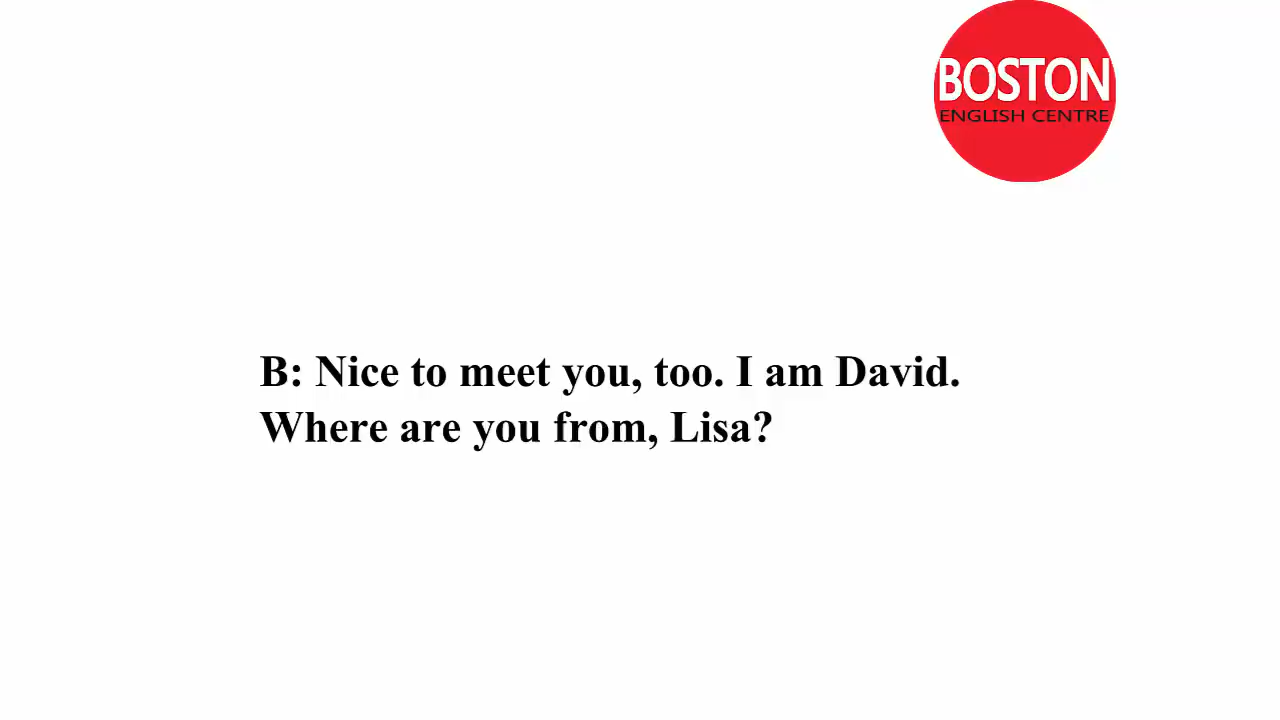 BOSTON
ENGLISH CENTRE
B: Nice to meet you, too. I am David.
Where are you from, Lisa?